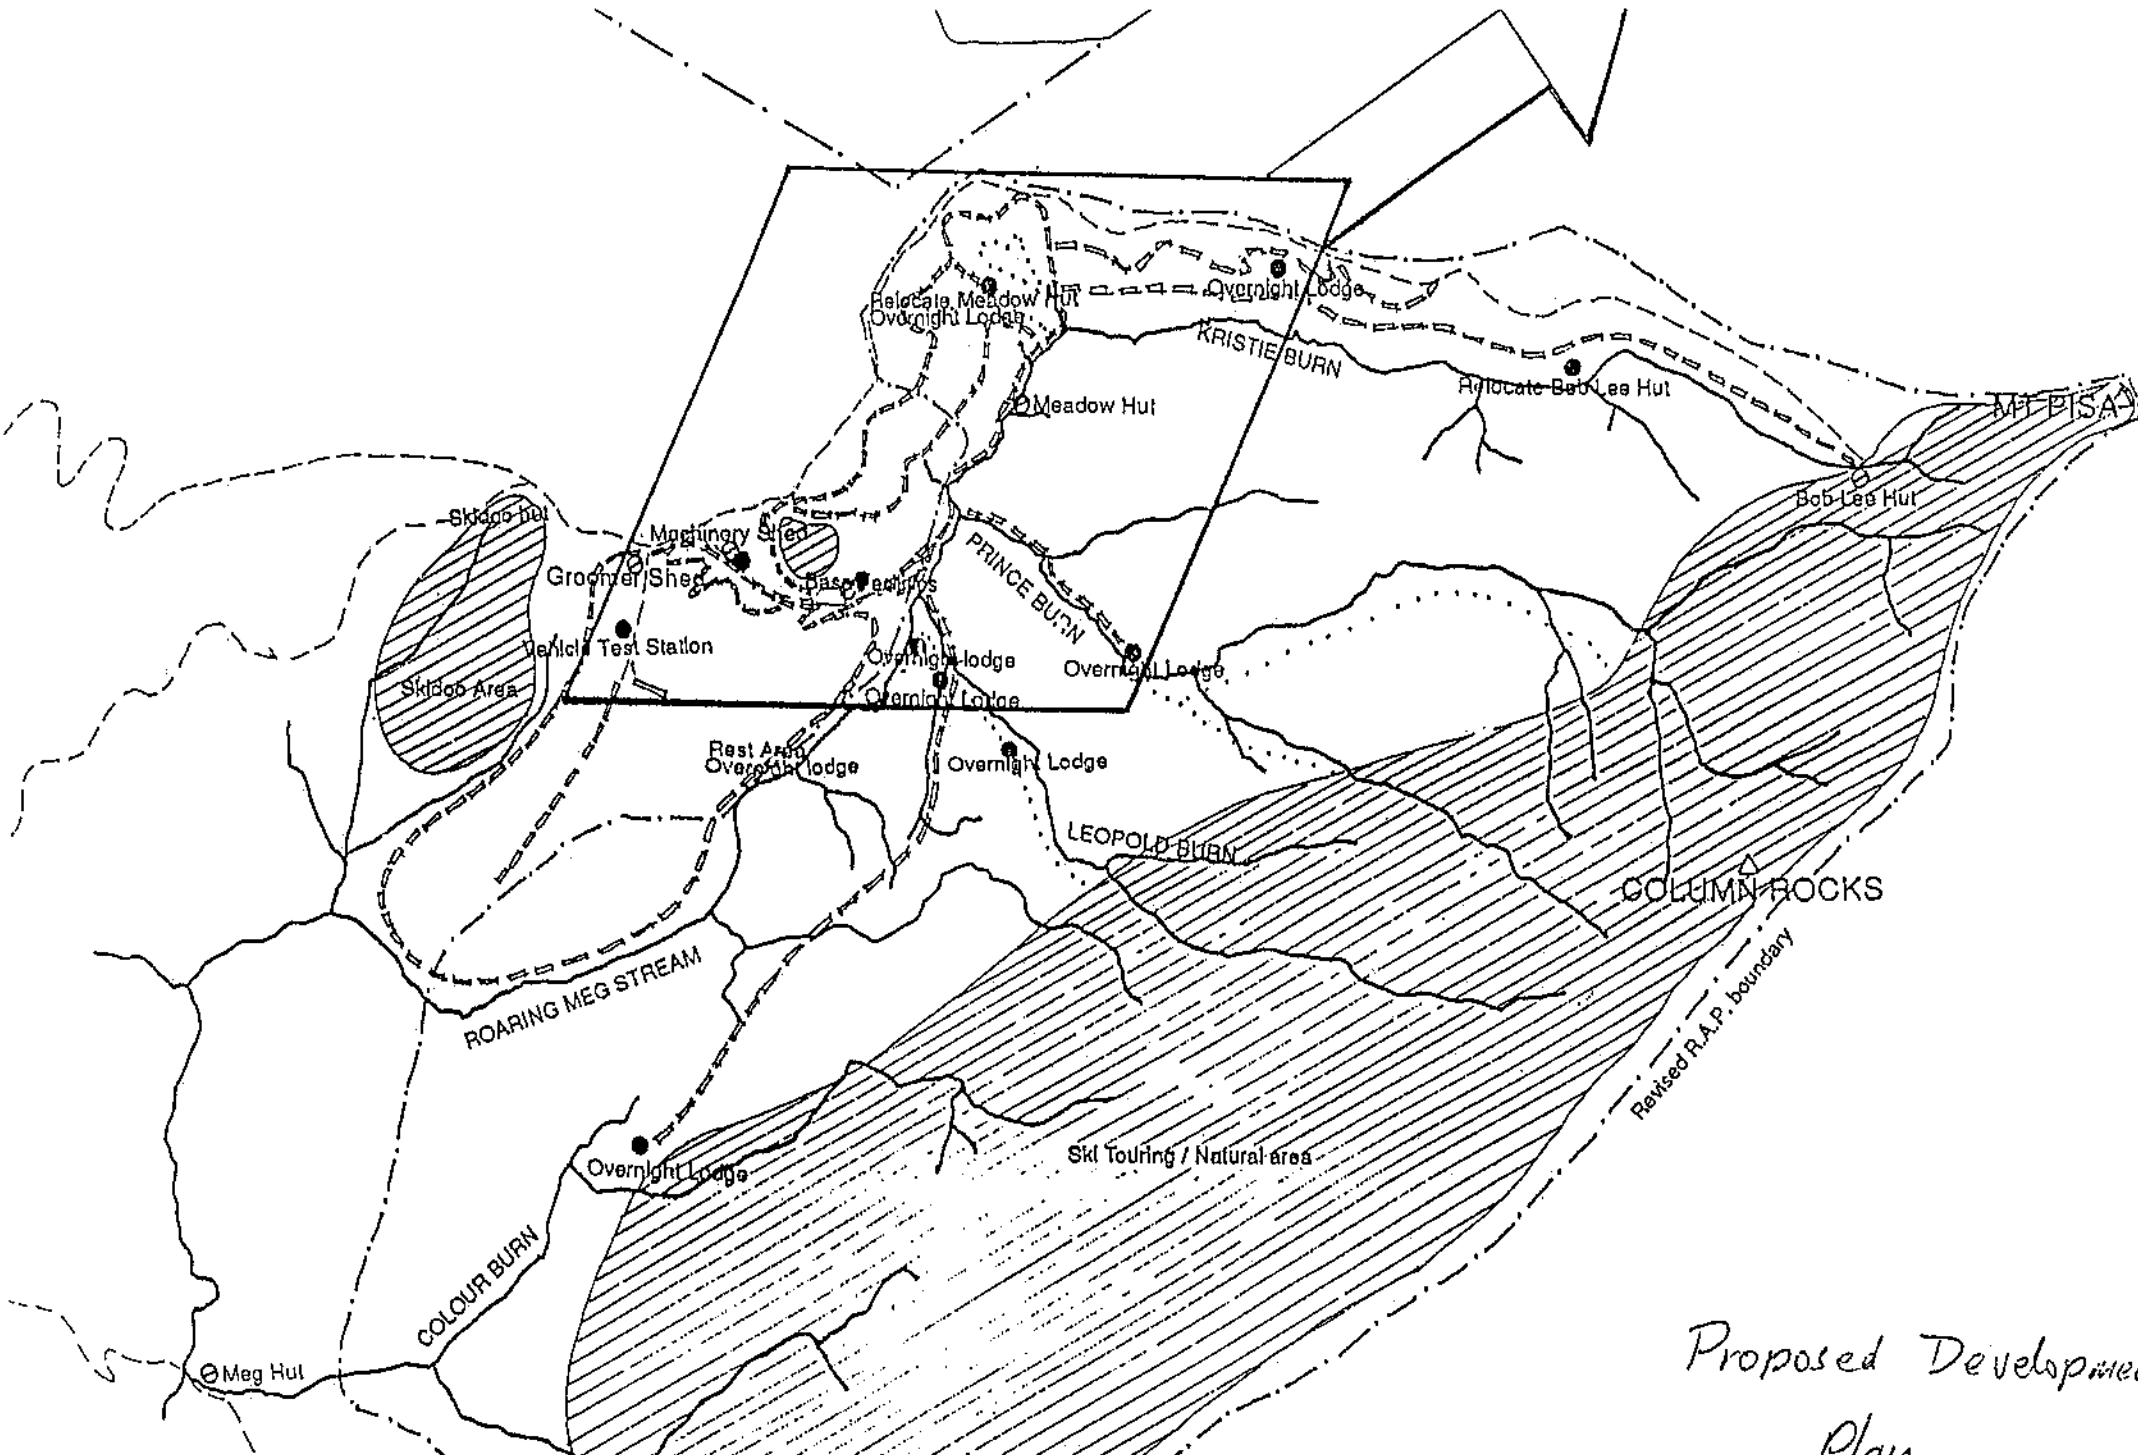 Relocate Meadow Hut
Overnight Lodge
Overnight Lodge
KRISTIE BURN
Relocate Bob Lee Hut
MT PISA
Meadow Hut
Bob Lee Hut
Skidoo hut
Machinery Shed
Groomer Shed
Base Facilities
PRINCE BURN
Vehicle Test Station
Overnight lodge
Overnight Lodge
Skidoo Area
Overnight Lodge
Rest Area
Overnight lodge
Overnight Lodge
LEOPOLD BURN
COLUMN ROCKS
ROARING MEG STREAM
Revised R.A.P. boundary
Ski Touring / Natural area
Overnight Lodge
COLOUR BURN
Meg Hut
Proposed Developme
Plan